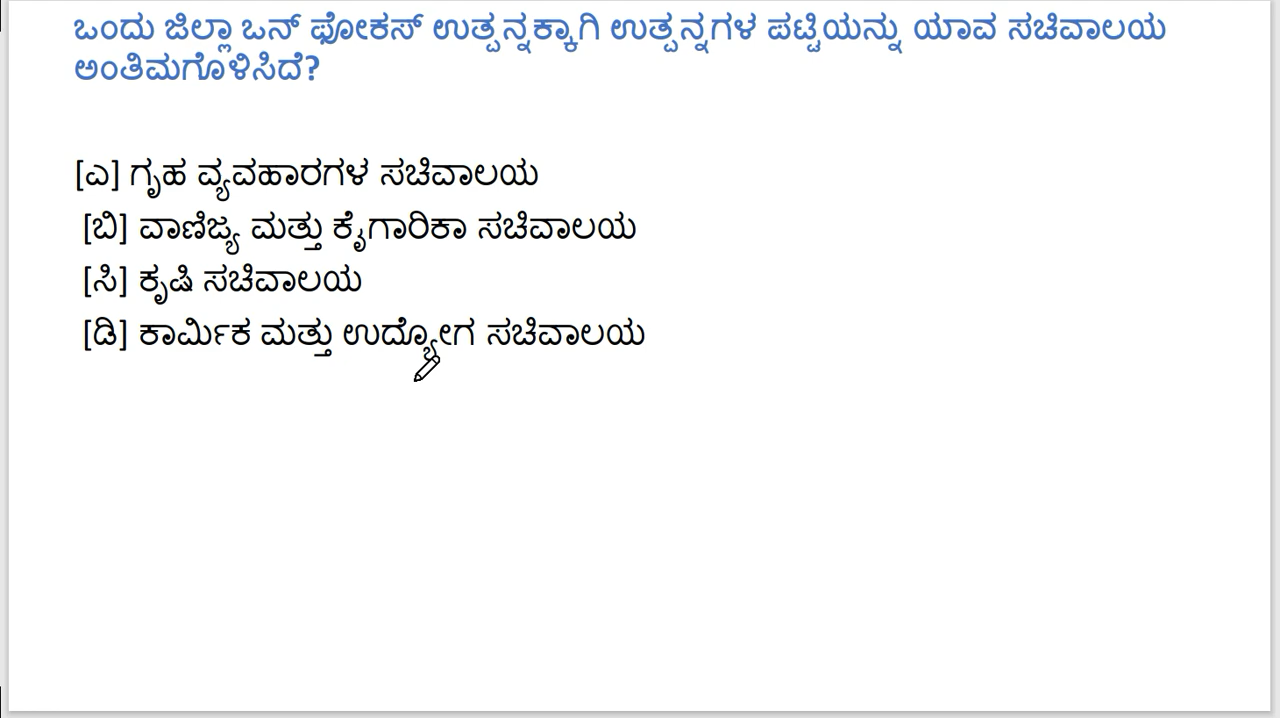 ಒಂದು ಜಿಲ್ಲಾ ಒನ್ ಫೋಕಸ್ ಉತ್ಪನ್ನಕ್ಕಾಗಿ ಉತ್ಪನ್ನಗಳ ಪಟ್ಟಿಯನ್ನು ಯಾವ ಸಚಿವಾಲಯ
ಅಂತಿಮಗೊಳಿಸಿದೆ?
[ಎ] ಗೃಹ ವ್ಯವಹಾರಗಳ ಸಚಿವಾಲಯ
[ಬಿ] ವಾಣಿಜ್ಯ ಮತ್ತು ಕೈಗಾರಿಕಾ ಸಚಿವಾಲಯ
[ಸಿ] ಕೃಷಿ ಸಚಿವಾಲಯ
[ಡಿ] ಕಾರ್ಮಿಕ ಮತ್ತು ಉದ್ಯೋಗ ಸಚಿವಾಲಯ